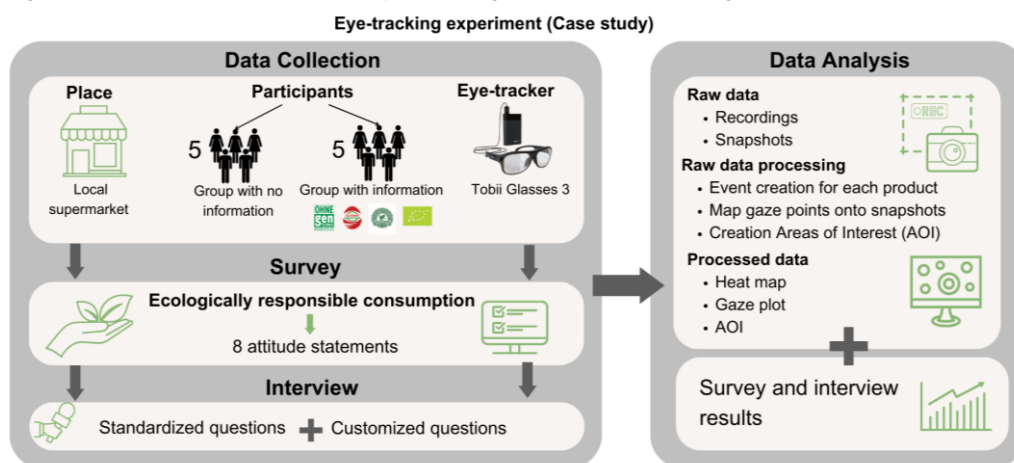 Eye-tracking experiment (Case study)
Data Collection
Place
Local
supermarket
Participants
5
Group with no
information
5
Group with information
OHNE
gen
Eye-tracker
Tobii Glasses 3
Survey
Ecologically responsible consumption
8 attitude statements
Interview
Standardized questions
Customized questions
Data Analysis
Raw data
• Recordings
• Snapshots
REC
Raw data processing
• Event creation for each product
• Map gaze points onto snapshots
• Creation Areas of Interest (AOI)
Processed data
• Heat map
• Gaze plot
• AOI
Survey and interview
results